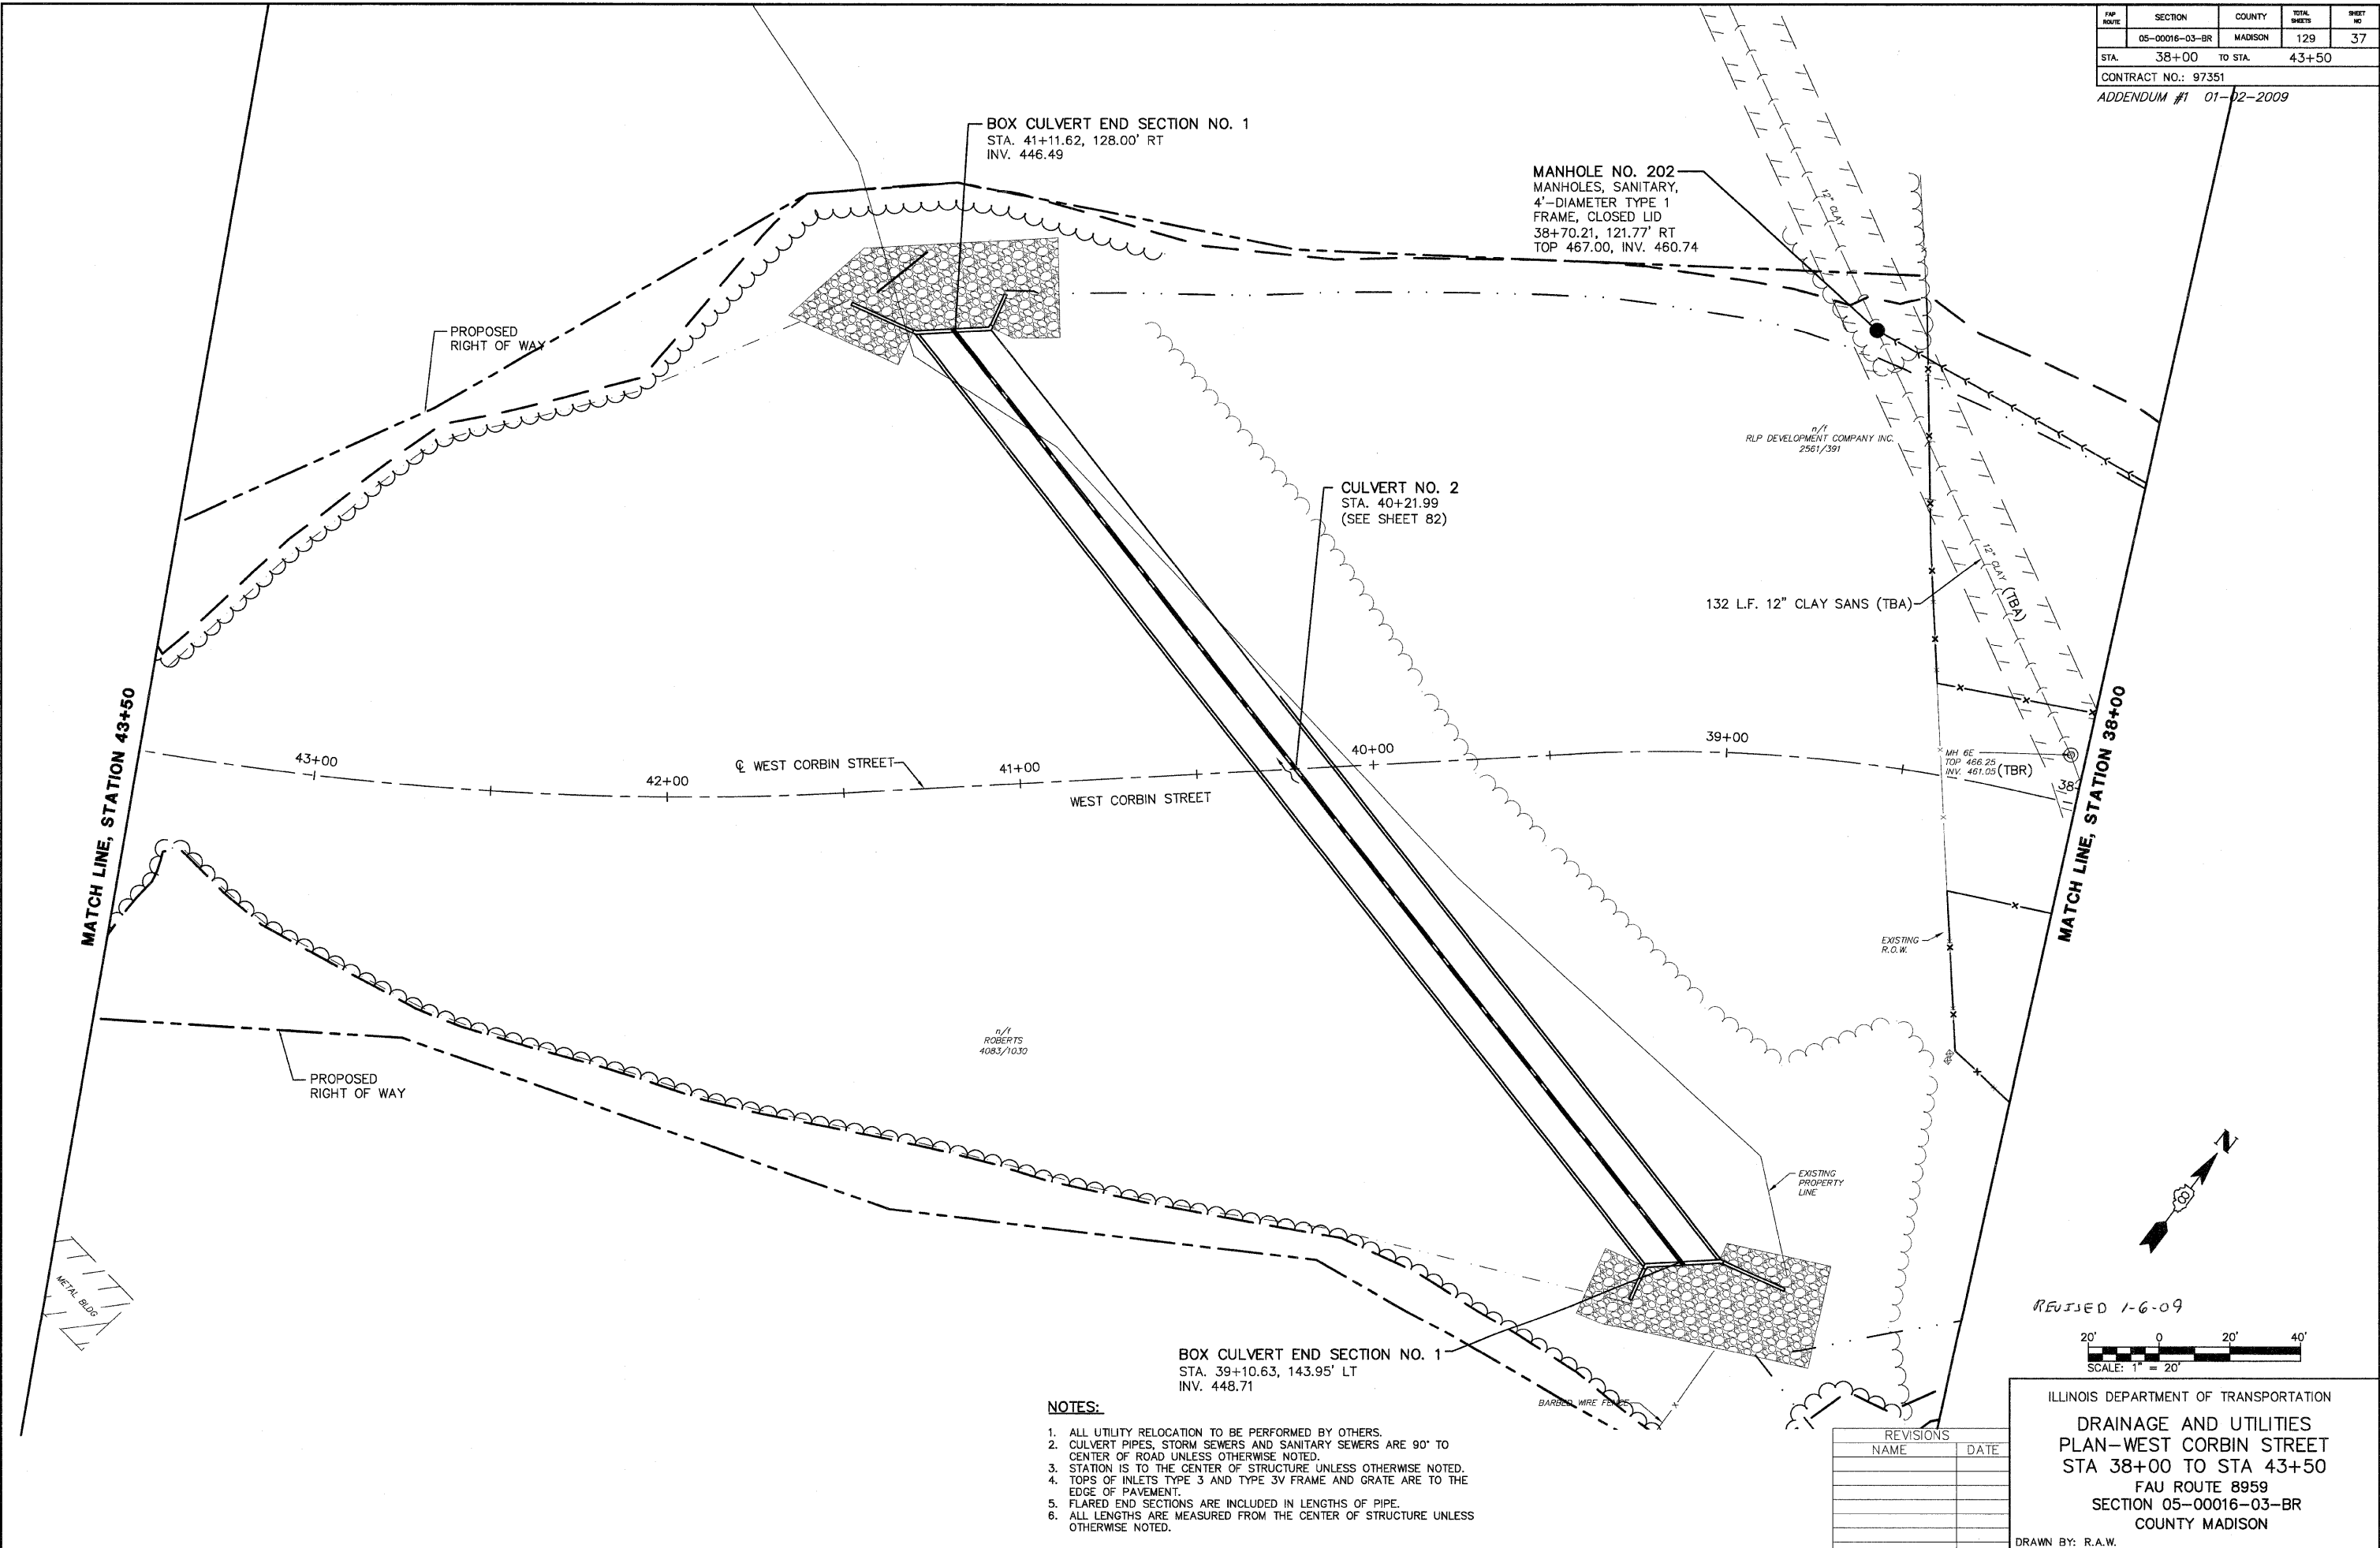 FAP ROUTE
SECTION
COUNTY
TOTAL SHEETS
SHEET NO
05-00016-03-BR
MADISON
129
37
STA. 38+00 TO STA. 43+50
CONTRACT NO.: 97351
ADDENDUM #1 01-02-2009
BOX CULVERT END SECTION NO. 1
STA. 41+11.62, 128.00' RT
INV. 446.49
MANHOLE NO. 202
MANHOLES, SANITARY,
4'-DIAMETER TYPE 1
FRAME, CLOSED LID
38+70.21, 121.77' RT
TOP 467.00, INV. 460.74
12" CLAY
PROPOSED
RIGHT OF WAY
n/f
RLP DEVELOPMENT COMPANY INC.
2561/391
CULVERT NO. 2
STA. 40+21.99
(SEE SHEET 82)
12" CLAY (TBA)
132 L.F. 12" CLAY SANS (TBA)
MATCH LINE, STATION 43+50
MATCH LINE, STATION 38+00
43+00
42+00
℄ WEST CORBIN STREET
41+00
WEST CORBIN STREET
40+00
39+00
MH 6E
TOP 466.25
INV. 461.05 (TBR)
38
EXISTING
R.O.W.
n/f
ROBERTS
4083/1030
PROPOSED
RIGHT OF WAY
EXISTING
PROPERTY
LINE
N
METAL BLDG
REVISED 1-6-09
20' 0 20' 40'
SCALE: 1" = 20'
BOX CULVERT END SECTION NO. 1
STA. 39+10.63, 143.95' LT
INV. 448.71
BARBED WIRE FENCE
NOTES:
1. ALL UTILITY RELOCATION TO BE PERFORMED BY OTHERS.
2. CULVERT PIPES, STORM SEWERS AND SANITARY SEWERS ARE 90° TO
CENTER OF ROAD UNLESS OTHERWISE NOTED.
3. STATION IS TO THE CENTER OF STRUCTURE UNLESS OTHERWISE NOTED.
4. TOPS OF INLETS TYPE 3 AND TYPE 3V FRAME AND GRATE ARE TO THE
EDGE OF PAVEMENT.
5. FLARED END SECTIONS ARE INCLUDED IN LENGTHS OF PIPE.
6. ALL LENGTHS ARE MEASURED FROM THE CENTER OF STRUCTURE UNLESS
OTHERWISE NOTED.
REVISIONS
NAME DATE
ILLINOIS DEPARTMENT OF TRANSPORTATION
DRAINAGE AND UTILITIES
PLAN-WEST CORBIN STREET
STA 38+00 TO STA 43+50
FAU ROUTE 8959
SECTION 05-00016-03-BR
COUNTY MADISON
DRAWN BY: R.A.W.